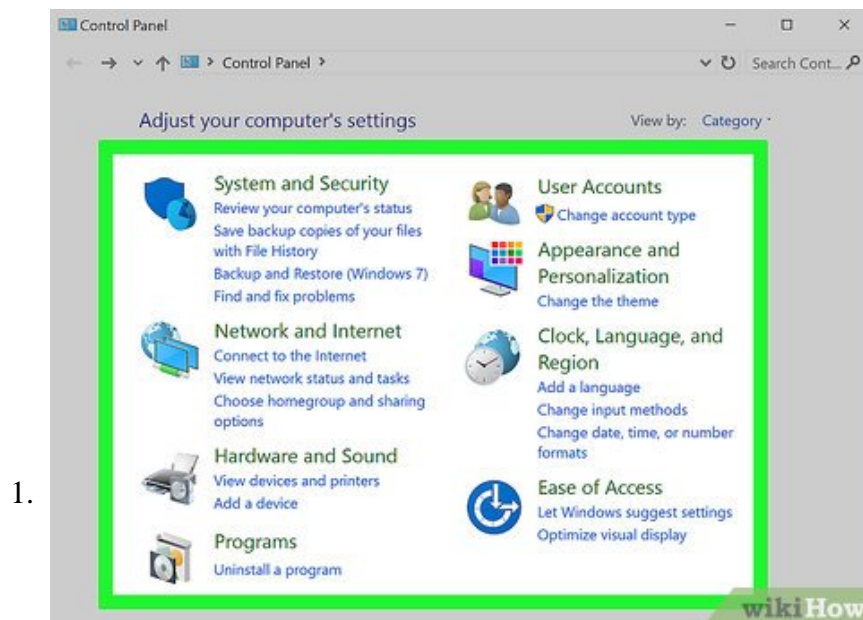 Control Panel
Control Panel
Search Cont...
Adjust your computer's settings
View by: Category
System and Security
Review your computer's status
Save backup copies of your files
with File History
Backup and Restore (Windows 7)
Find and fix problems
Network and Internet
Connect to the Internet
View network status and tasks
Choose homegroup and sharing
options
Hardware and Sound
View devices and printers
Add a device
Programs
Uninstall a program
User Accounts
Change account type
Appearance and
Personalization
Change the theme
Clock, Language, and
Region
Add a language
Change input methods
Change date, time, or number
formats
Ease of Access
Let Windows suggest settings
Optimize visual display
1.
wikiHow